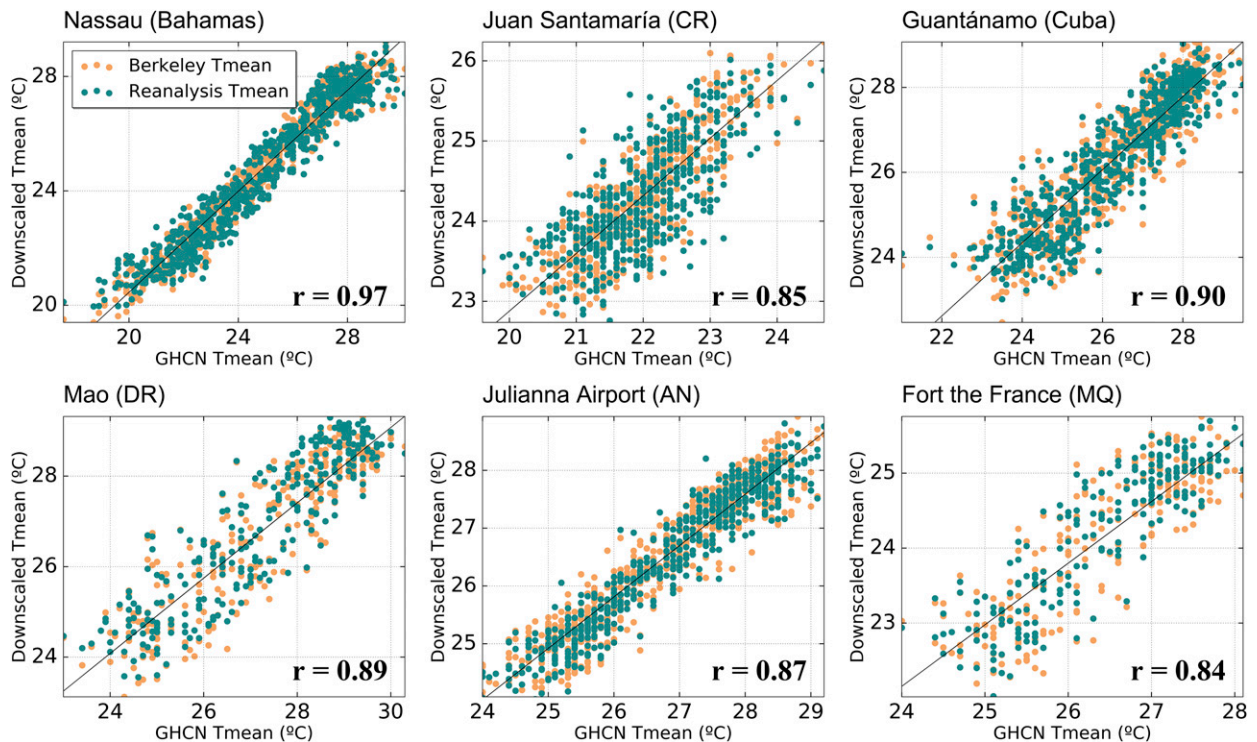 Nassau (Bahamas)
Berkeley Tmean
Reanalysis Tmean
Downscaled Tmean (ºC)
28
24
20
20 24 28
GHCN Tmean (ºC)
r = 0.97
Juan Santamaría (CR)
Downscaled Tmean (ºC)
26
25
24
23
20 21 22 23 24
GHCN Tmean (ºC)
r = 0.85
Guantánamo (Cuba)
Downscaled Tmean (ºC)
28
26
24
22 24 26 28
GHCN Tmean (ºC)
r = 0.90
Mao (DR)
Downscaled Tmean (ºC)
28
26
24
24 26 28 30
GHCN Tmean (ºC)
r = 0.89
Julianna Airport (AN)
Downscaled Tmean (ºC)
28
27
26
25
24 25 26 27 28 29
GHCN Tmean (ºC)
r = 0.87
Fort the France (MQ)
Downscaled Tmean (ºC)
25
24
23
24 25 26 27 28
GHCN Tmean (ºC)
r = 0.84